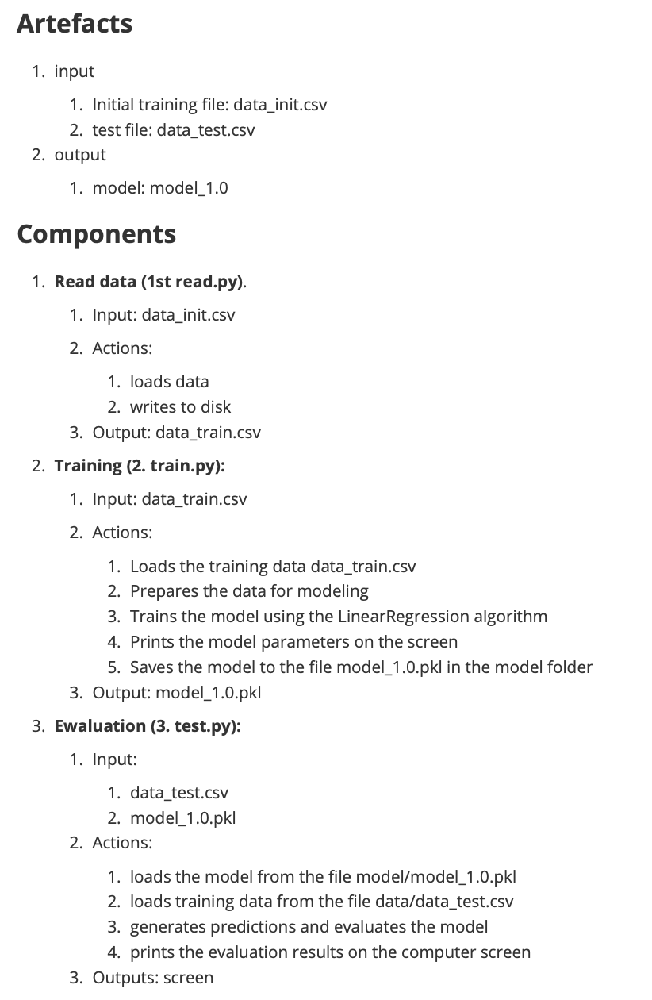 Artefacts
1. input
1. Initial training file: data_init.csv
2. test file: data_test.csv
2. output
1. model: model_1.0
Components
1. Read data (1st read.py).
1. Input: data_init.csv
2. Actions:
1. loads data
2. writes to disk
3. Output: data_train.csv
2. Training (2. train.py):
1. Input: data_train.csv
2. Actions:
1. Loads the training data data_train.csv
2. Prepares the data for modeling
3. Trains the model using the LinearRegression algorithm
4. Prints the model parameters on the screen
5. Saves the model to the file model_1.0.pkl in the model folder
3. Output: model_1.0.pkl
3. Ewaluation (3. test.py):
1. Input:
1. data_test.csv
2. model_1.0.pkl
2. Actions:
1. loads the model from the file model/model_1.0.pkl
2. loads training data from the file data/data_test.csv
3. generates predictions and evaluates the model
4. prints the evaluation results on the computer screen
3. Outputs: screen